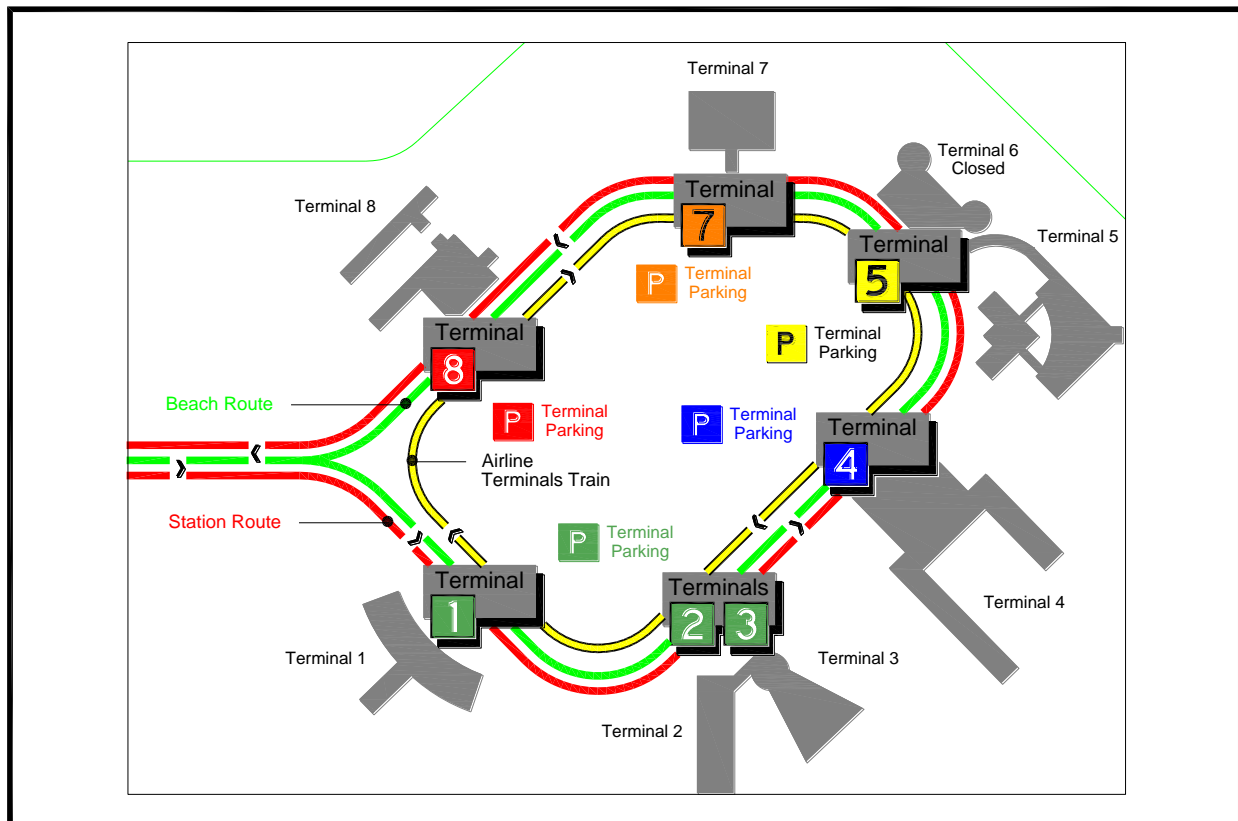 Terminal 7
Terminal 6
Closed
Terminal
7
Terminal 8
Terminal
5
Terminal 5
P
Terminal
Parking
P
Terminal
Parking
Terminal
8
Beach Route
P
Terminal
Parking
P
Terminal
Parking
Terminal
4
Airline
Terminals Train
Station Route
P
Terminal
Parking
Terminal
1
Terminals
2 3
Terminal 4
Terminal 1
Terminal 3
Terminal 2